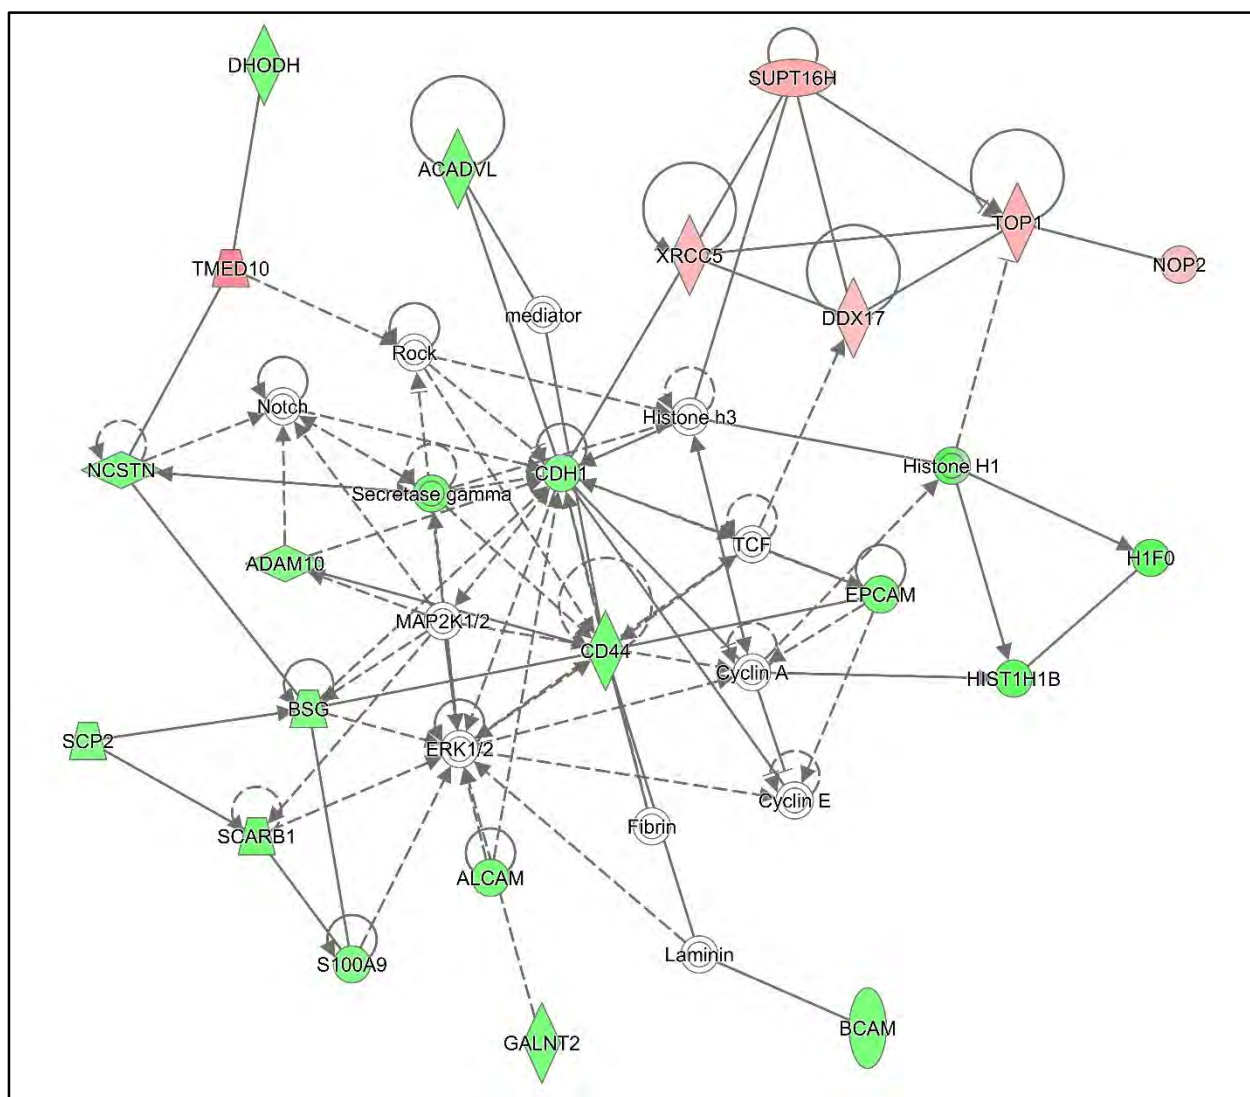 DHODH
SUPT16H
ACADVL
TOP1
XRCC5
TMED10
NOP2
mediator
DDX17
Rock
Notch
Histone h3
NCSTN
CDH1
Histone H1
Secretase gamma
TCF
H1F0
ADAM10
EPCAM
MAP2K1/2
CD44
Cyclin A
HIST1H1B
BSG
SCP2
ERK1/2
Cyclin E
Fibrin
SCARB1
ALCAM
Laminin
S100A9
BCAM
GALNT2